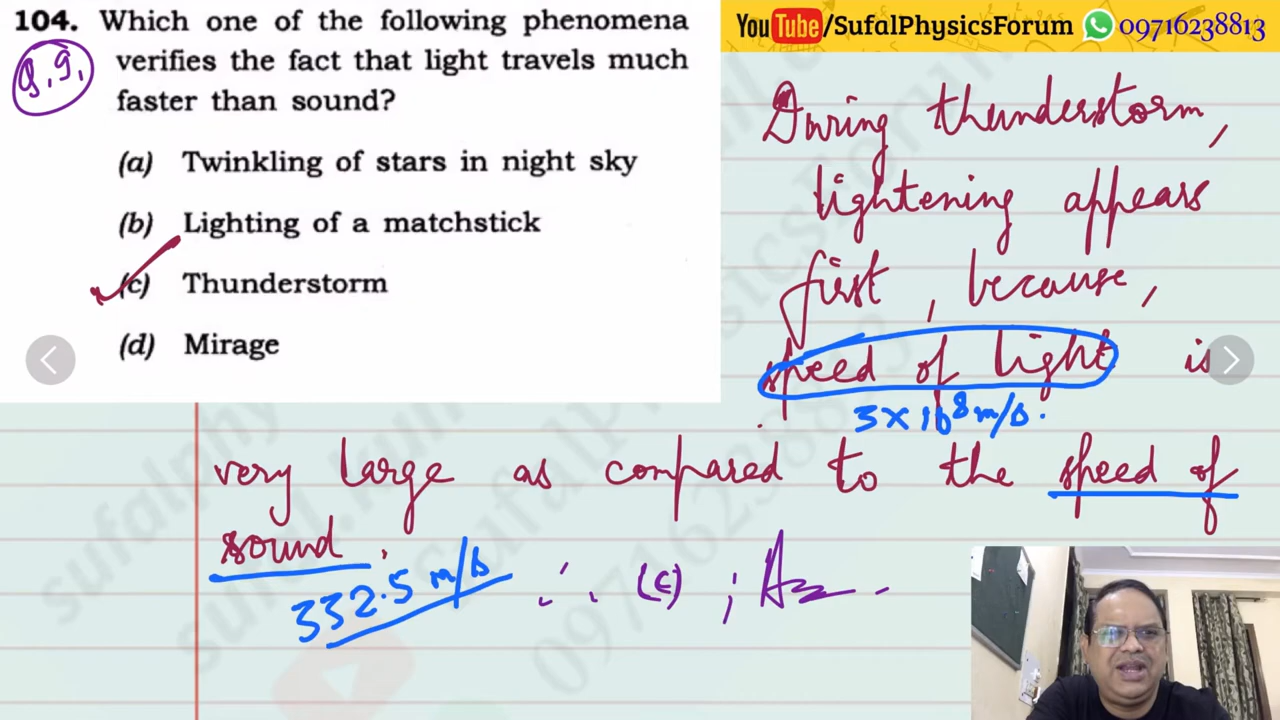 104. Which one of the following phenomena
verifies the fact that light travels much
faster than sound?
(a) Twinkling of stars in night sky
(b) Lighting of a matchstick
(c) Thunderstorm
(d) Mirage
YouTube/SufalPhysicsForum 09716238813
During thunderstorm,
lightening appears
first, because,
speed of light is
3×10⁸ m/s.
very large as compared to the speed of
sound.
332.5 m/s ∴ (c) ; Ans.